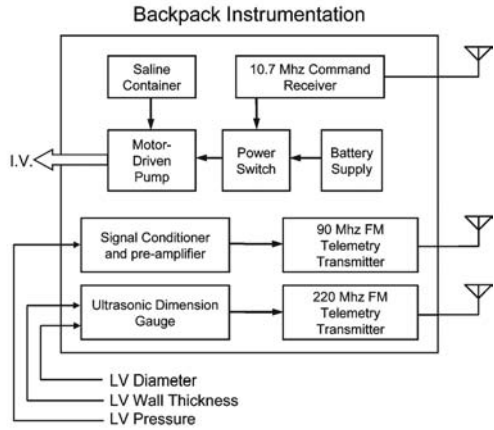 Backpack Instrumentation
Saline
Container
10.7 Mhz Command
Receiver
I.V.
Motor-
Driven
Pump
Power
Switch
Battery
Supply
Signal Conditioner
and pre-amplifier
90 Mhz FM
Telemetry
Transmitter
Ultrasonic Dimension
Gauge
220 Mhz FM
Telemetry
Transmitter
LV Diameter
LV Wall Thickness
LV Pressure